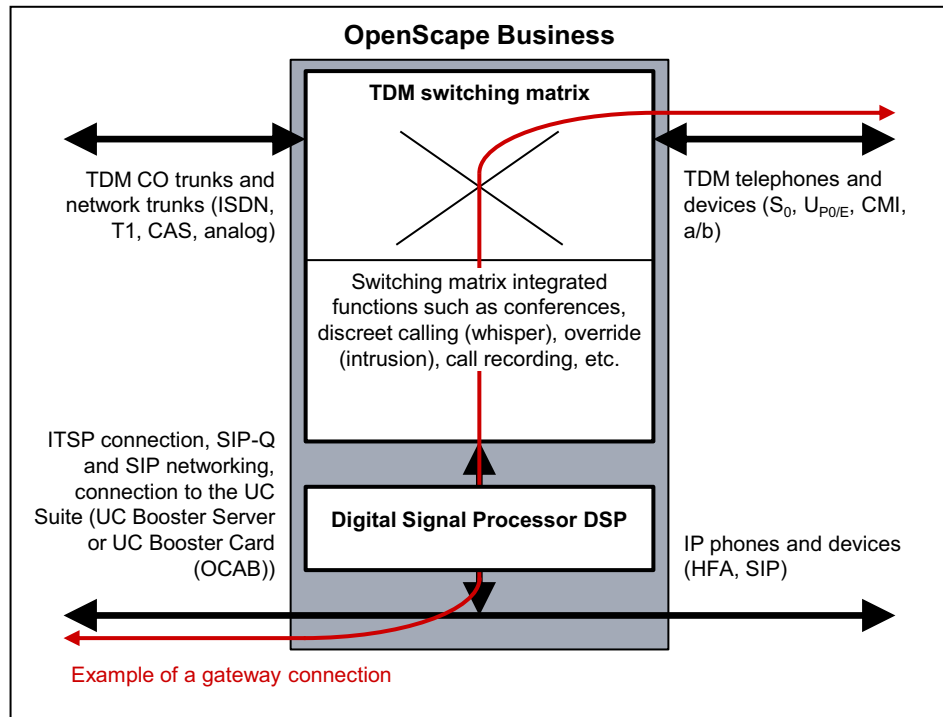 OpenScape Business
TDM switching matrix
TDM CO trunks and
network trunks (ISDN,
T1, CAS, analog)
TDM telephones and
devices (S₀, U_P0/E, CMI,
a/b)
Switching matrix integrated
functions such as conferences,
discreet calling (whisper), override
(intrusion), call recording, etc.
ITSP connection, SIP-Q
and SIP networking,
connection to the UC
Suite (UC Booster Server
or UC Booster Card
(OCAB))
Digital Signal Processor DSP
IP phones and devices
(HFA, SIP)
Example of a gateway connection